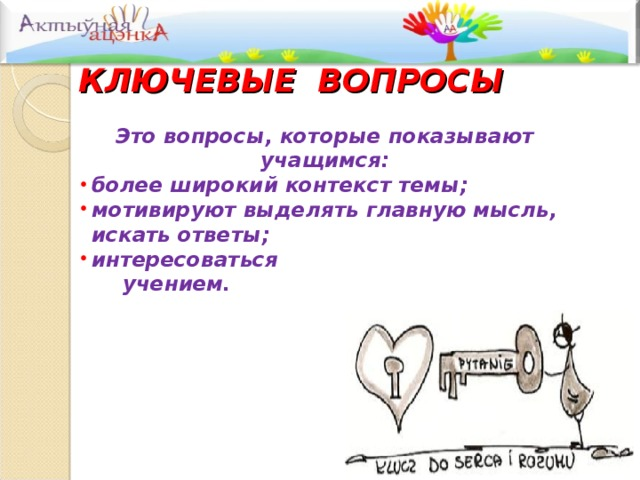 Актыўная
ацэнкА
АА
КЛЮЧЕВЫЕ ВОПРОСЫ
Это вопросы, которые показывают
учащимся:
• более широкий контекст темы;
• мотивируют выделять главную мысль,
искать ответы;
• интересоваться
учением.
PYTANIE
KLUCZ DO SERCA i ROZUMU